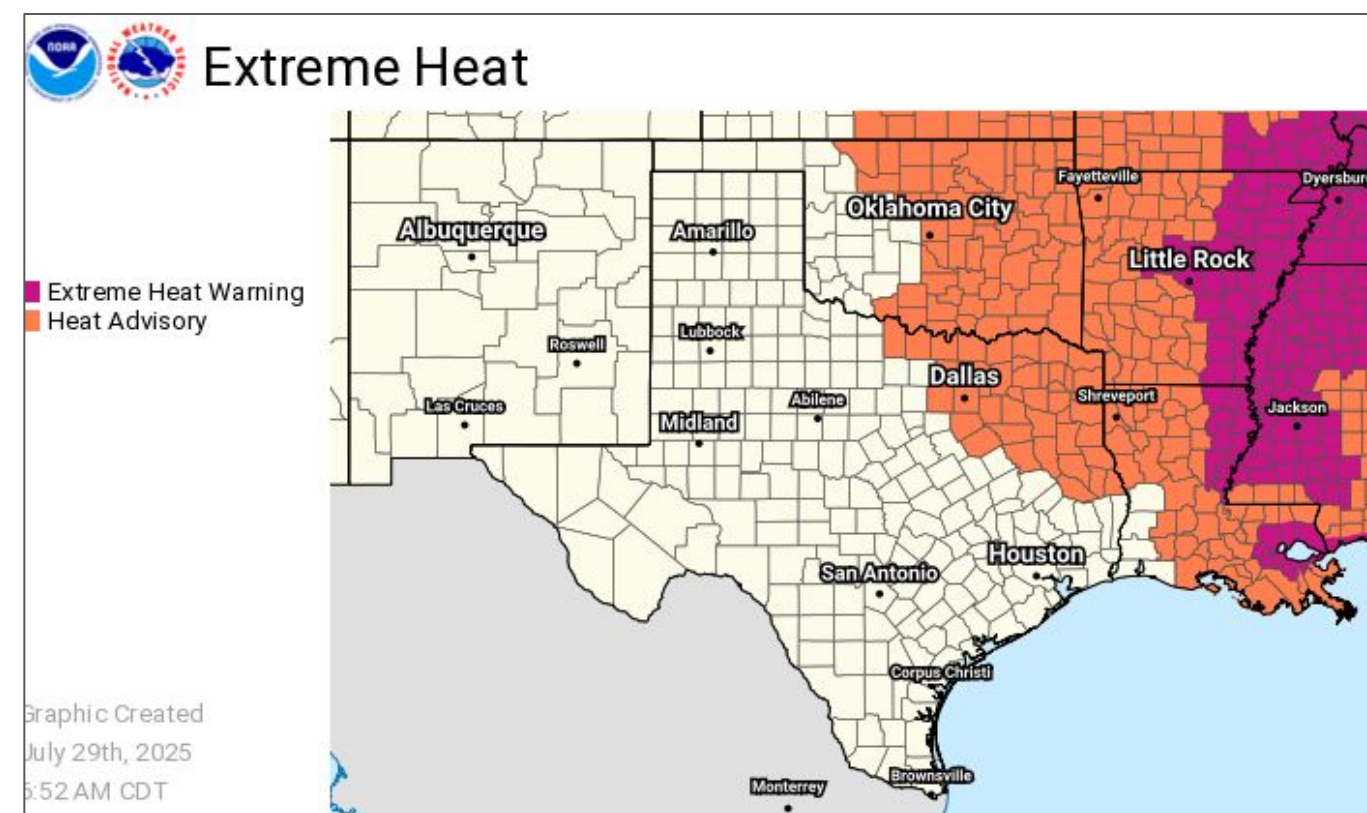 NOAA
NATIONAL WEATHER SERVICE
Extreme Heat
Extreme Heat Warning
Heat Advisory
Fayetteville
Dyersbur
Oklahoma City
Albuquerque
Amarillo
Little Rock
Lubbock
Roswell
Dallas
Shreveport
Abilene
Las Cruces
Jackson
Midland
Houston
San Antonio
Corpus Christi
Brownsville
Monterrey
Graphic Created
July 29th, 2025
6:52 AM CDT